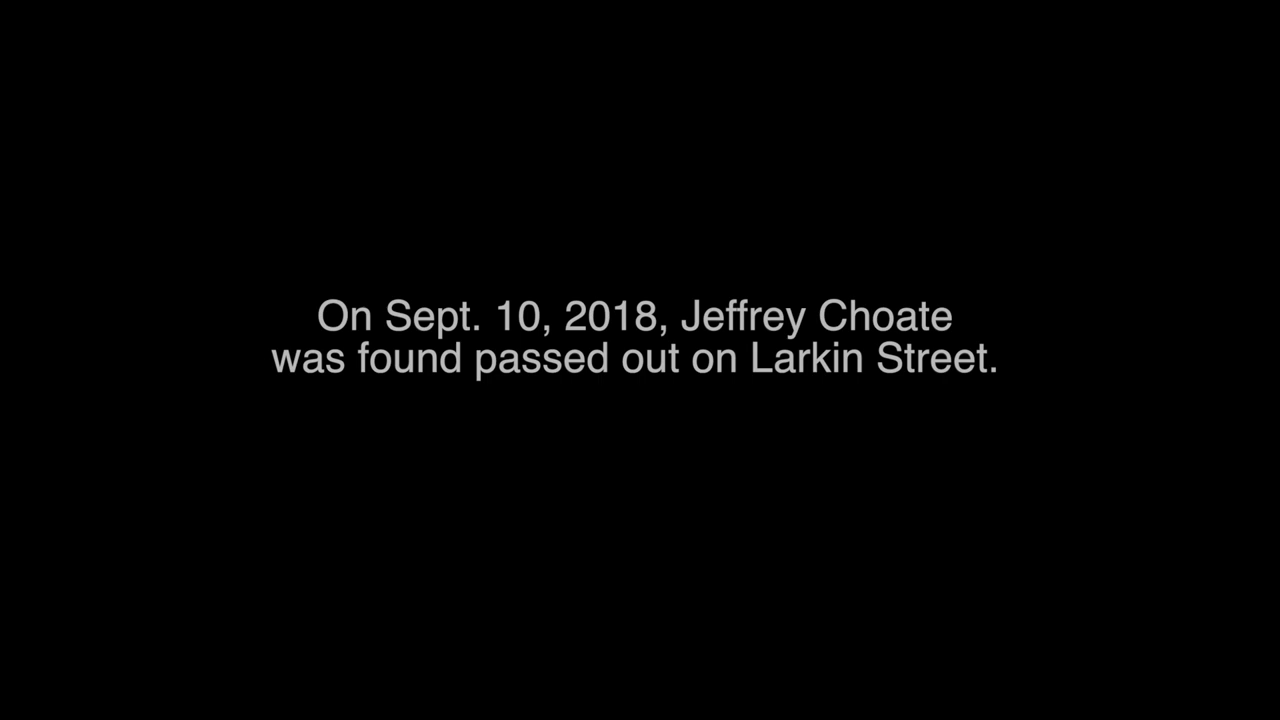 On Sept. 10, 2018, Jeffrey Choate
was found passed out on Larkin Street.